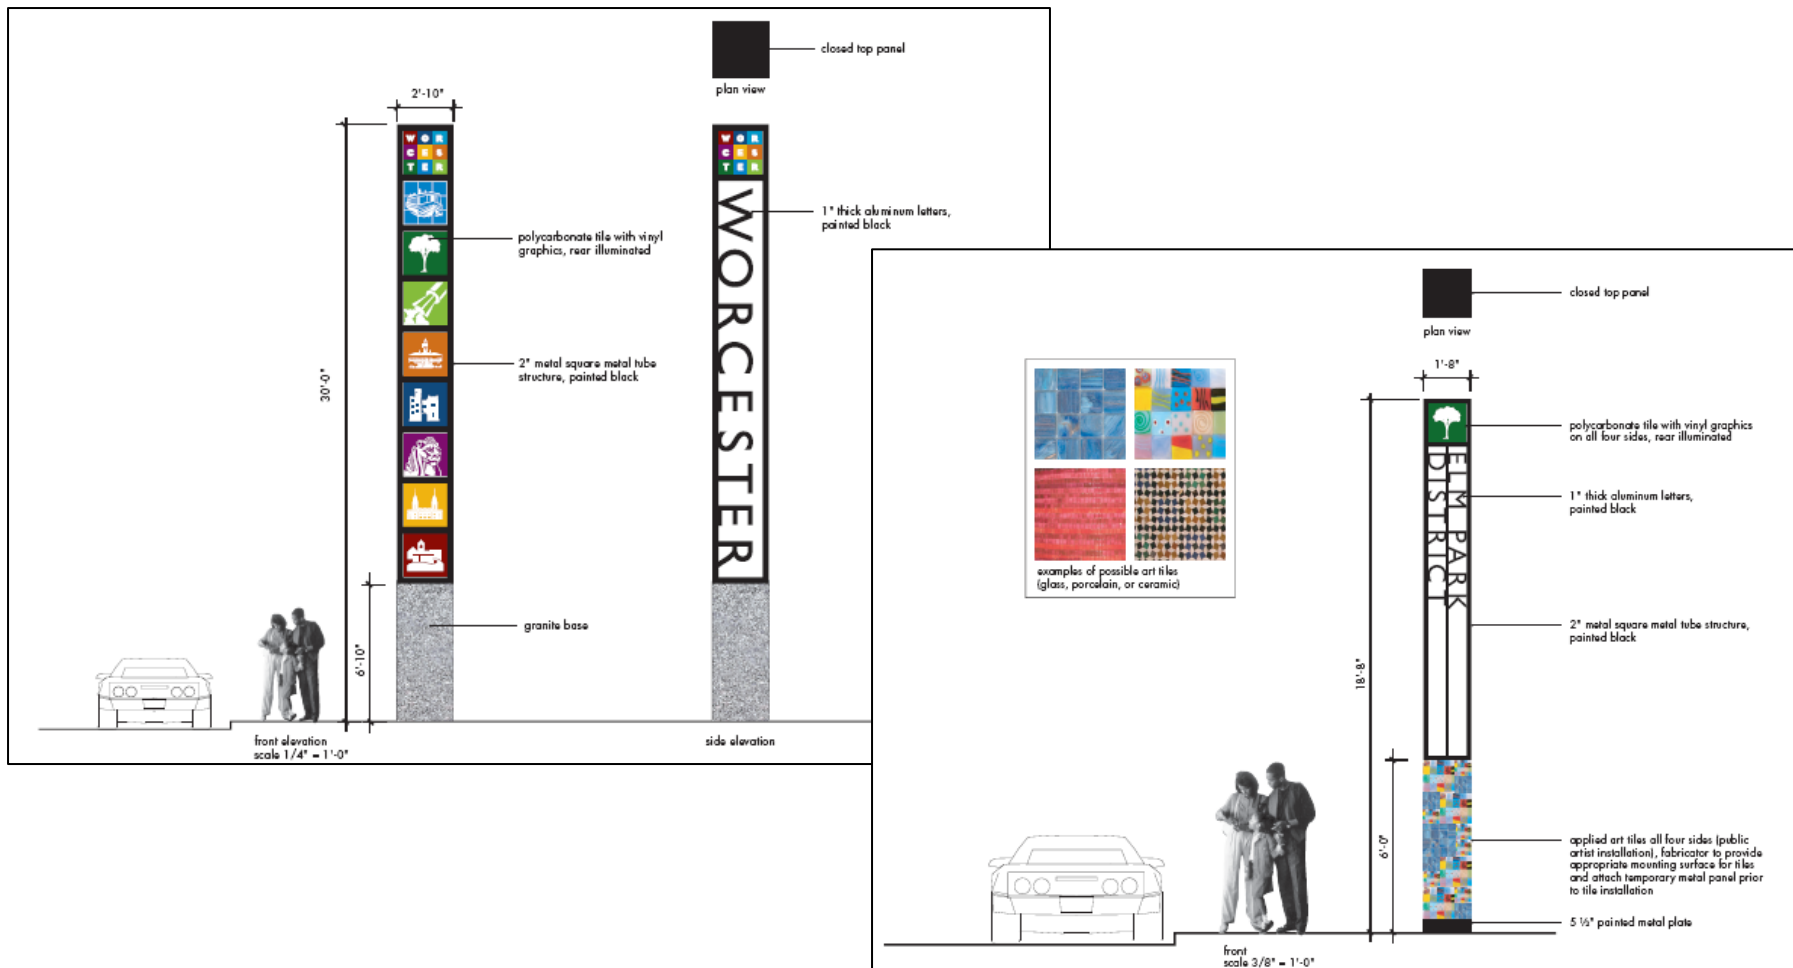 closed top panel
plan view
2'-10"
W O R
C E S
T E R
W O R
C E S
T E R
30'-0"
polycarbonate tile with vinyl
graphics, rear illuminated
2" metal square metal tube
structure, painted black
WORCESTER
1" thick aluminum letters,
painted black
granite base
6'-10"
front elevation
scale 1/4" = 1'-0"
side elevation
closed top panel
plan view
1'-8"
examples of possible art tiles
(glass, porcelain, or ceramic)
polycarbonate tile with vinyl graphics
on all four sides, rear illuminated
ELM PARK
DISTRICT
1" thick aluminum letters,
painted black
2" metal square metal tube structure,
painted black
18'-8"
6'-0"
applied art tiles all four sides (public
artist installation), fabricator to provide
appropriate mounting surface for tiles
and attach temporary metal panel prior
to tile installation
5 ½" painted metal plate
front
scale 3/8" = 1'-0"